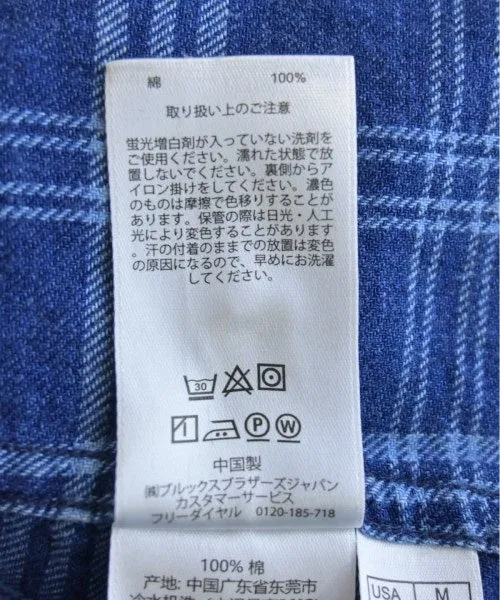 綿 100%
取り扱い上のご注意
蛍光増白剤が入っていない洗剤を
ご使用ください。濡れた状態で放
置しないでください。裏側からア
イロン掛けをしてください。濃色
のものは摩擦で色移りすることが
あります。保管の際は日光・人工
光により変色することがあります
。汗の付着のままでの放置は変色
の原因になるので、早めにお洗濯
してください。
30
P W
中国製
㈱ブルックスブラザーズジャパン
カスタマーサービス
フリーダイヤル 0120-185-718
100% 棉
产地: 中国广东省东莞市
USA M